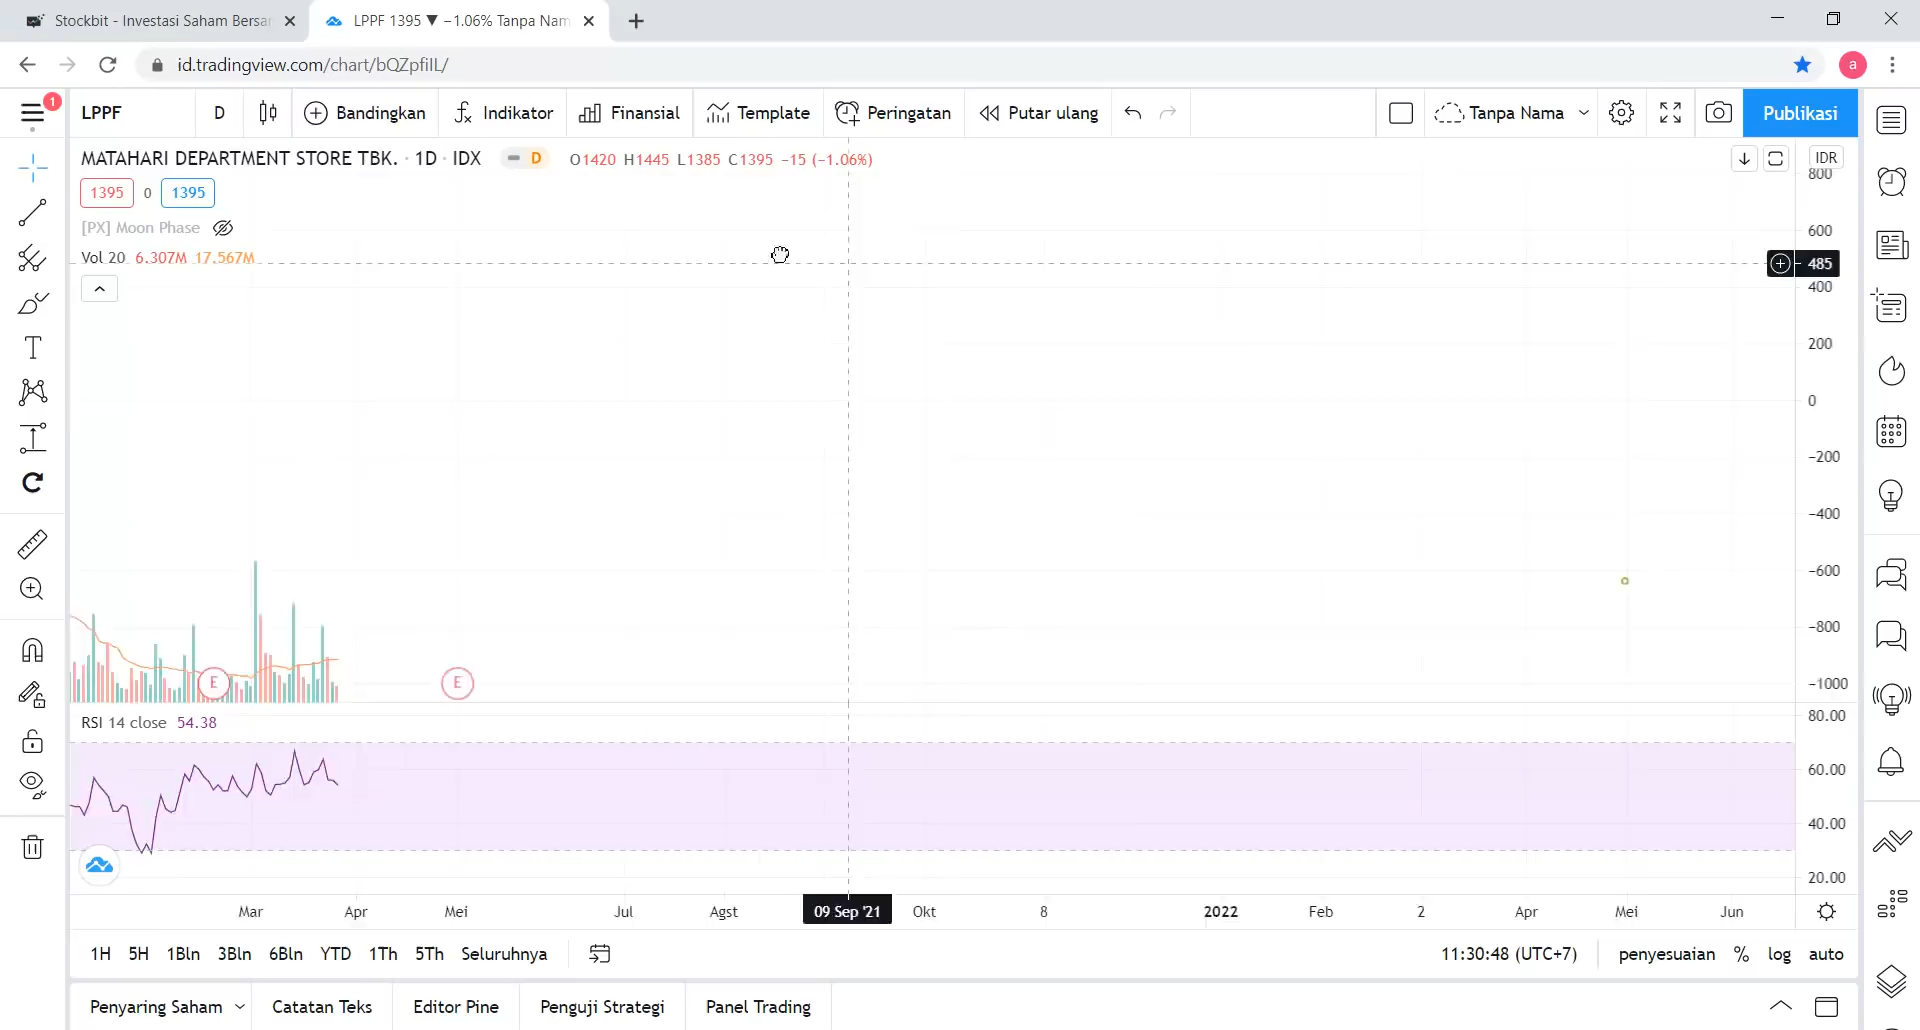 Stockbit - Investasi Saham Bersa
LPPF 1395 ▼ −1.06% Tanpa Nam
id.tradingview.com/chart/bQZpfiIL/
a
1
LPPF
D
Bandingkan
Indikator
Finansial
Template
Peringatan
Putar ulang
Tanpa Nama
Publikasi
MATAHARI DEPARTMENT STORE TBK. · 1D · IDX
D
O1420 H1445 L1385 C1395 −15 (−1.06%)
IDR
1395 0 1395
[PX] Moon Phase
Vol 20 6.307M 17.567M
800
600
485
400
200
0
−200
−400
−600
−800
−1000
E
E
RSI 14 close 54.38
80.00
60.00
40.00
20.00
Mar Apr Mei Jul Agst 09 Sep '21 Okt 8 2022 Feb 2 Apr Mei Jun
1H 5H 1Bln 3Bln 6Bln YTD 1Th 5Th Seluruhnya
11:30:48 (UTC+7) penyesuaian % log auto
Penyaring Saham
Catatan Teks
Editor Pine
Penguji Strategi
Panel Trading